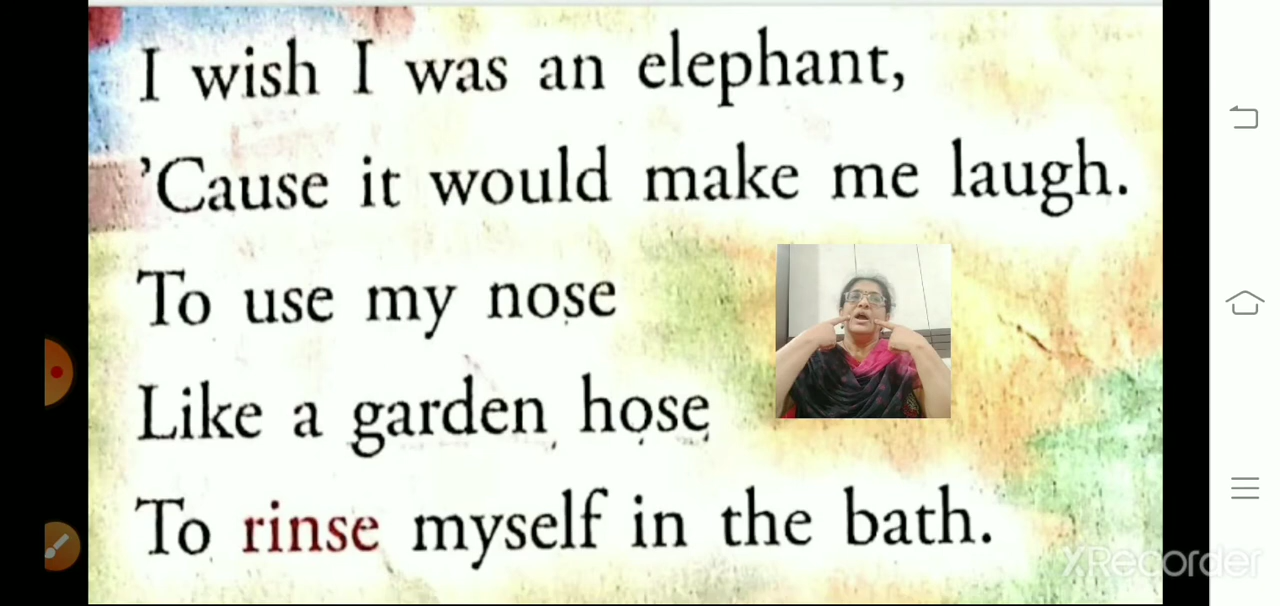 I wish I was an elephant,
’Cause it would make me laugh.
To use my nose
Like a garden hose
To rinse myself in the bath.
XRecorder